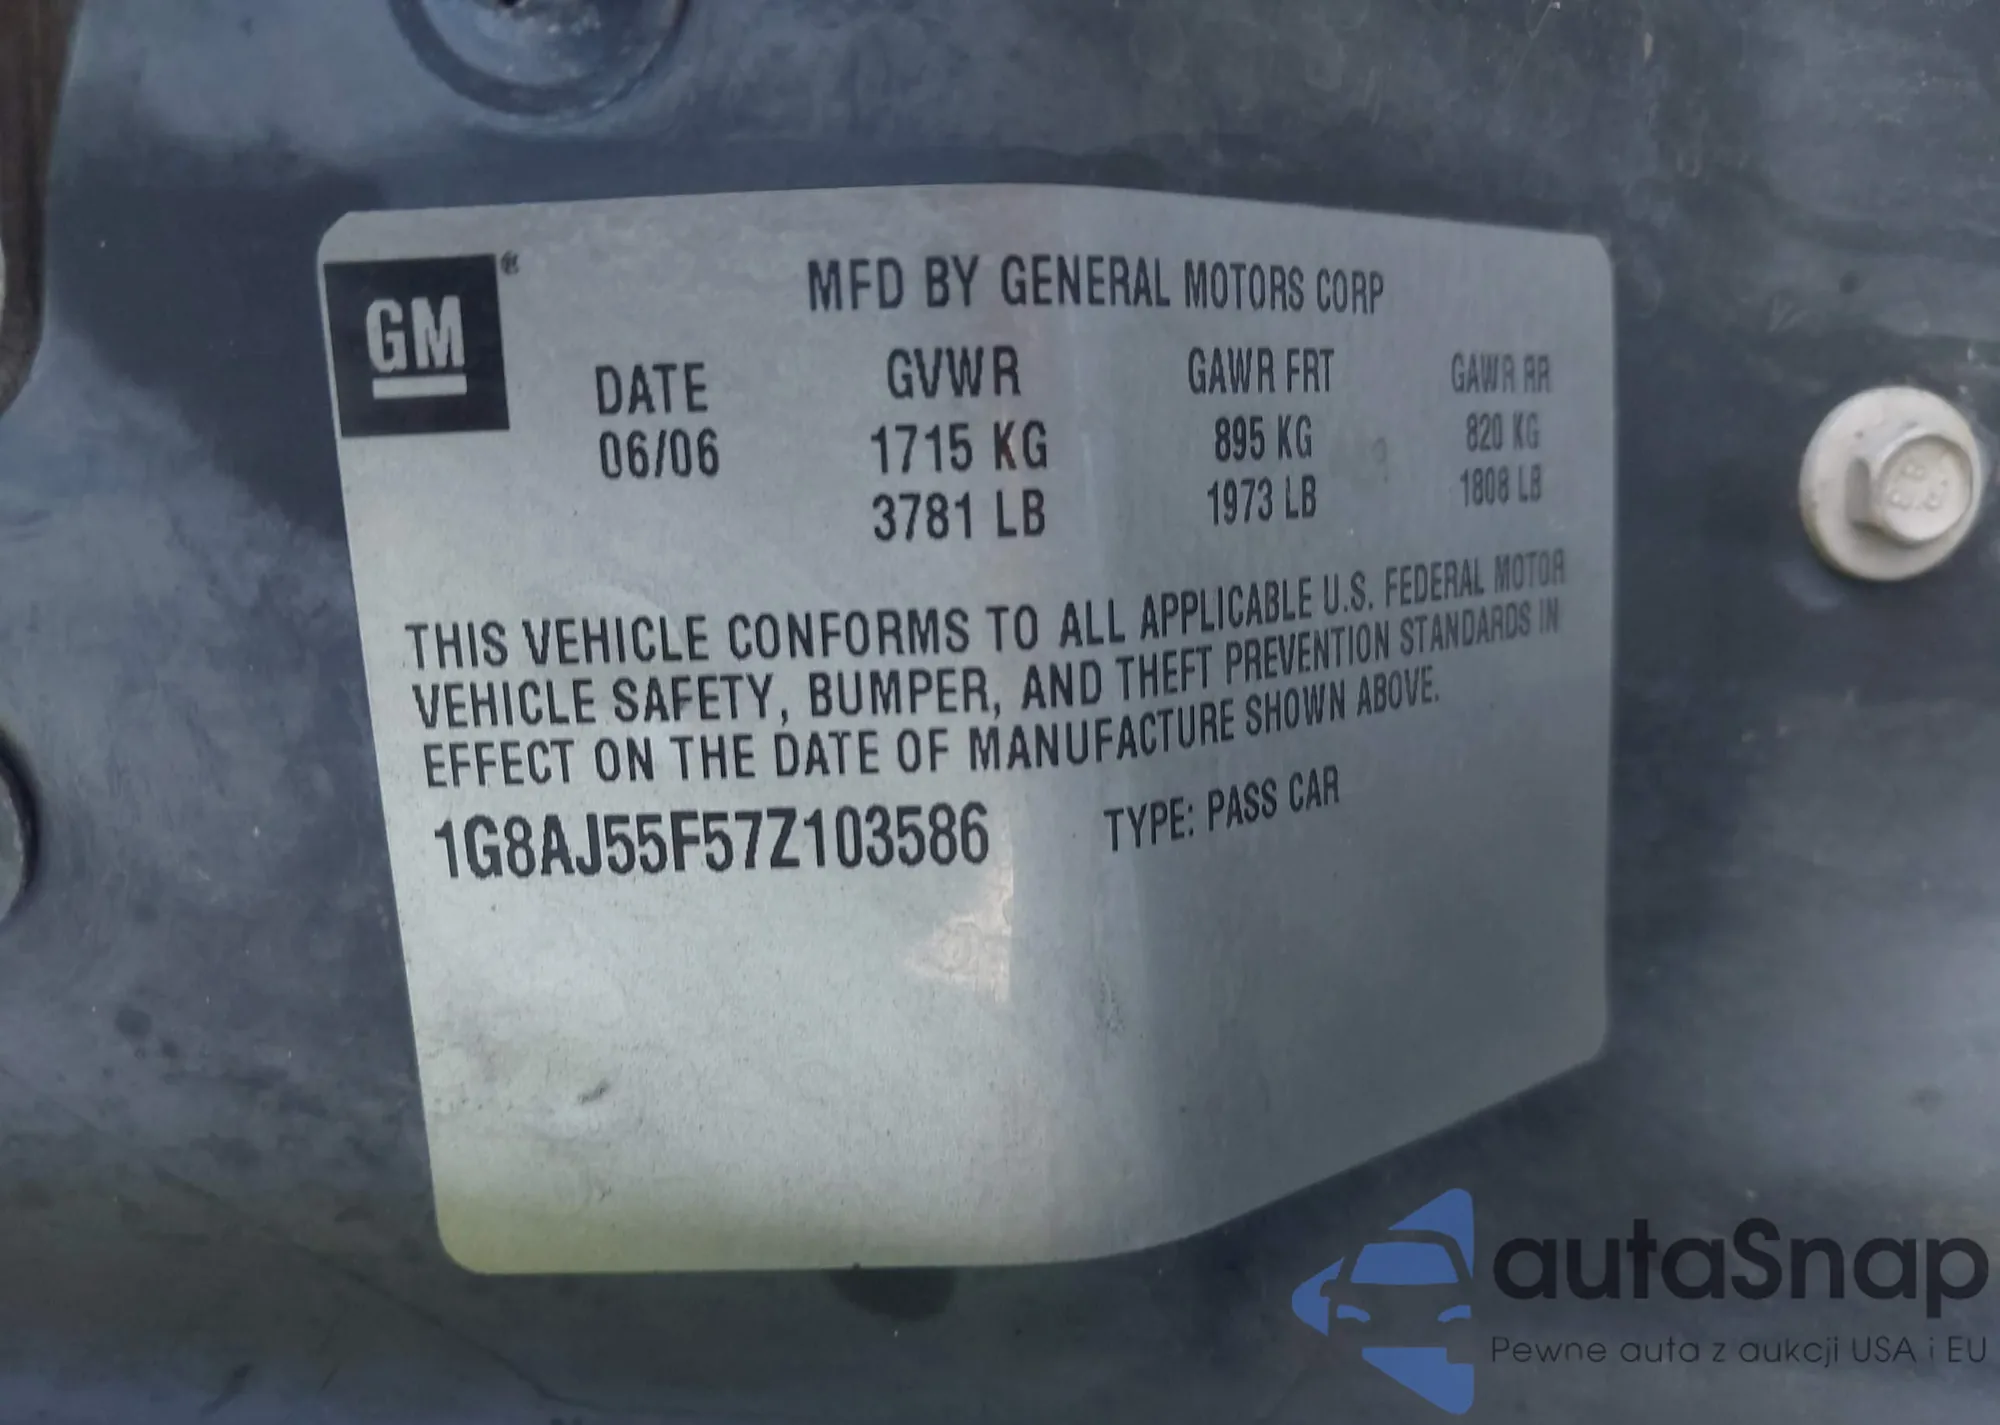 GM
MFD BY GENERAL MOTORS CORP
DATE GVWR GAWR FRT GAWR RR
06/06 1715 KG 895 KG 820 KG
3781 LB 1973 LB 1808 LB
THIS VEHICLE CONFORMS TO ALL APPLICABLE U.S. FEDERAL MOTOR
VEHICLE SAFETY, BUMPER, AND THEFT PREVENTION STANDARDS IN
EFFECT ON THE DATE OF MANUFACTURE SHOWN ABOVE.
1G8AJ55F57Z103586 TYPE: PASS CAR
autaSnap
Pewne auta z aukcji USA i EU